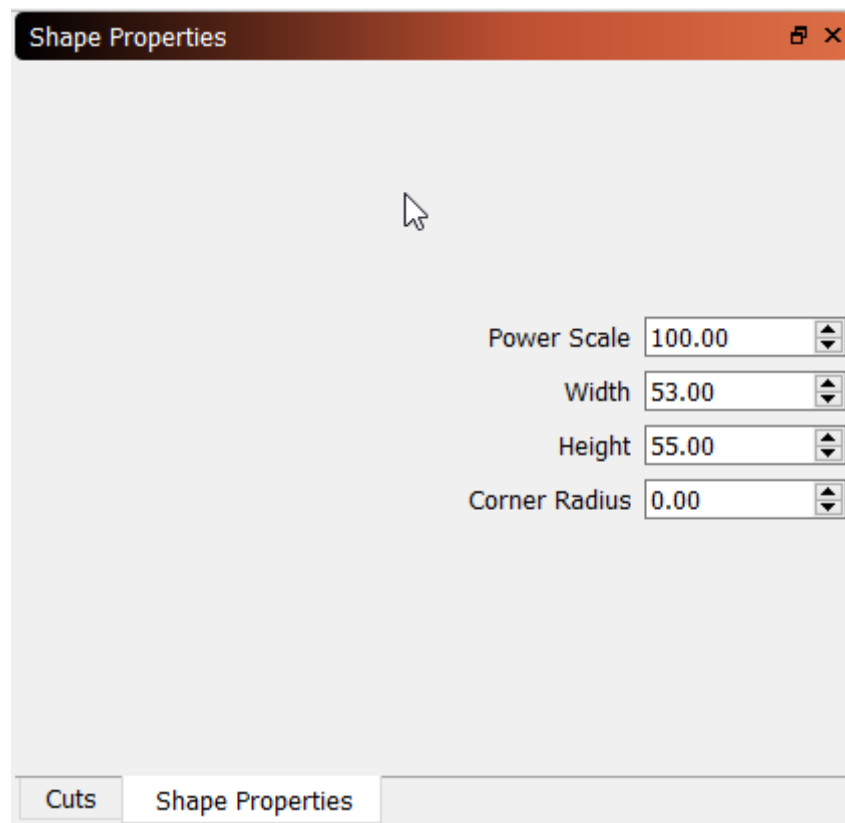 Shape Properties
Power Scale 100.00
Width 53.00
Height 55.00
Corner Radius 0.00
Cuts Shape Properties